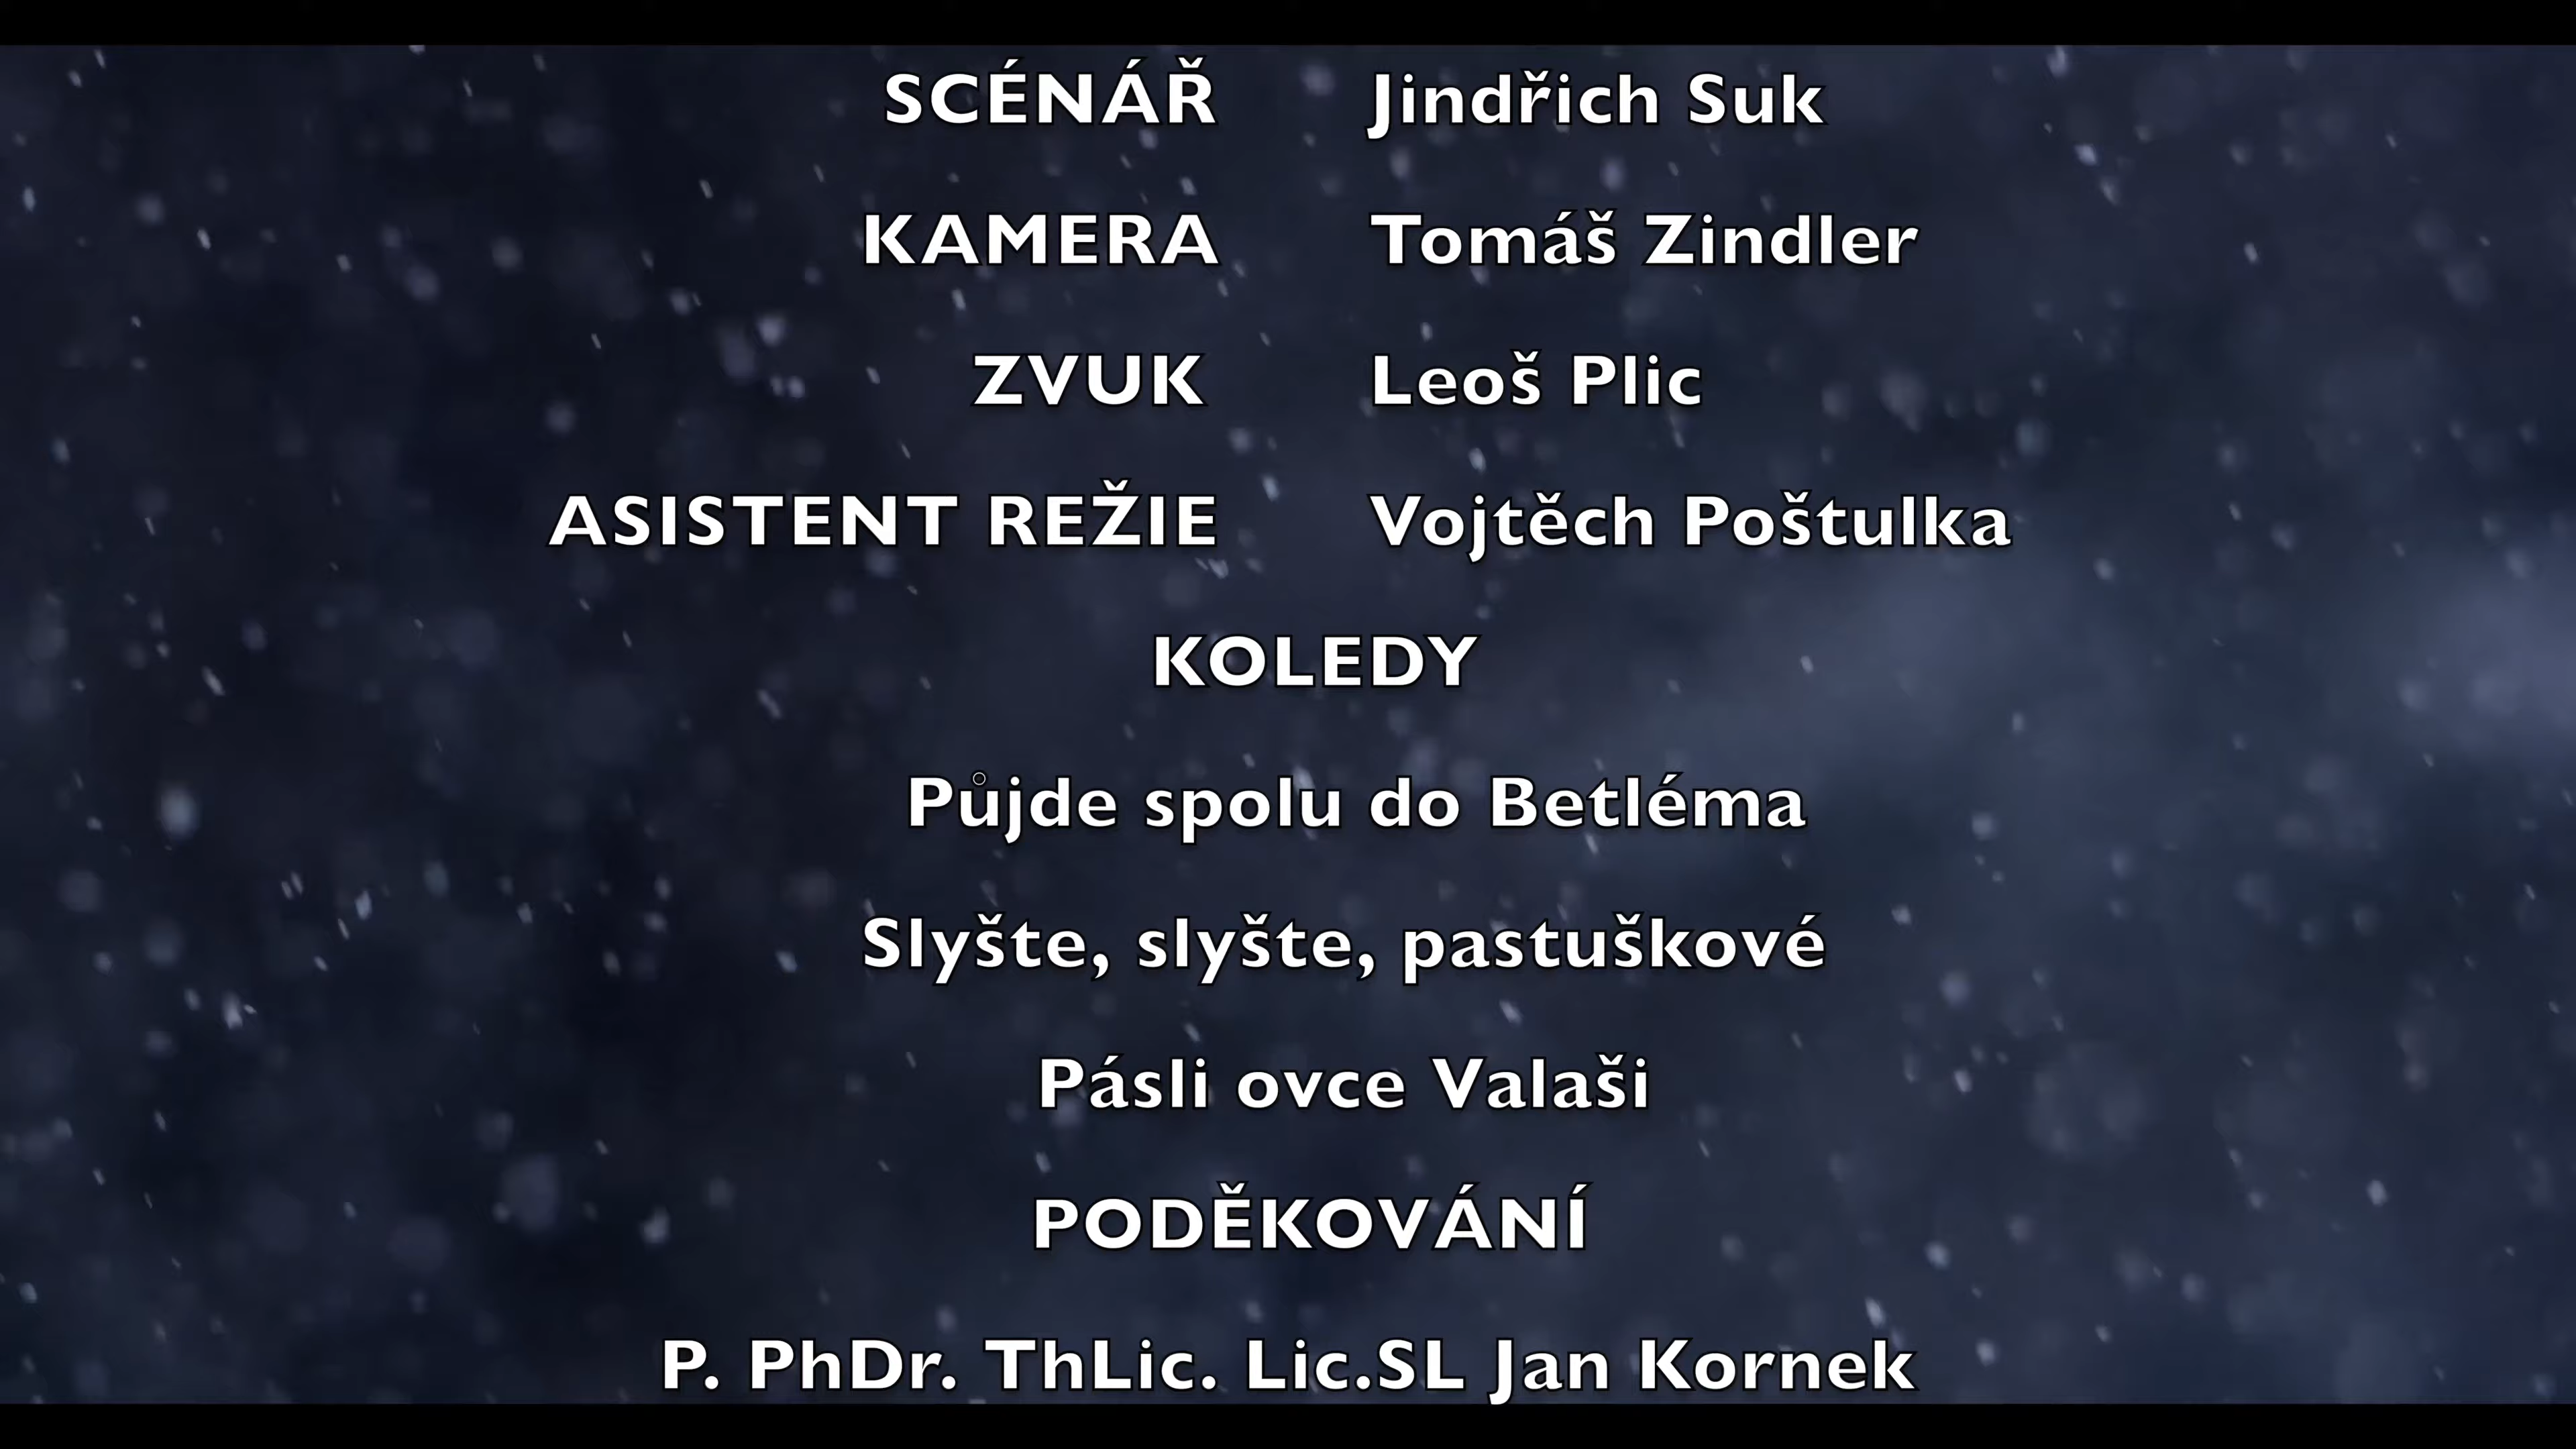 SCÉNÁŘ Jindřich Suk
KAMERA Tomáš Zindler
ZVUK Leoš Plic
ASISTENT REŽIE Vojtěch Poštulka
KOLEDY
Půjde spolu do Betléma
Slyšte, slyšte, pastuškové
Pásli ovce Valaši
PODĚKOVÁNÍ
P. PhDr. ThLic. Lic.SL Jan Kornek